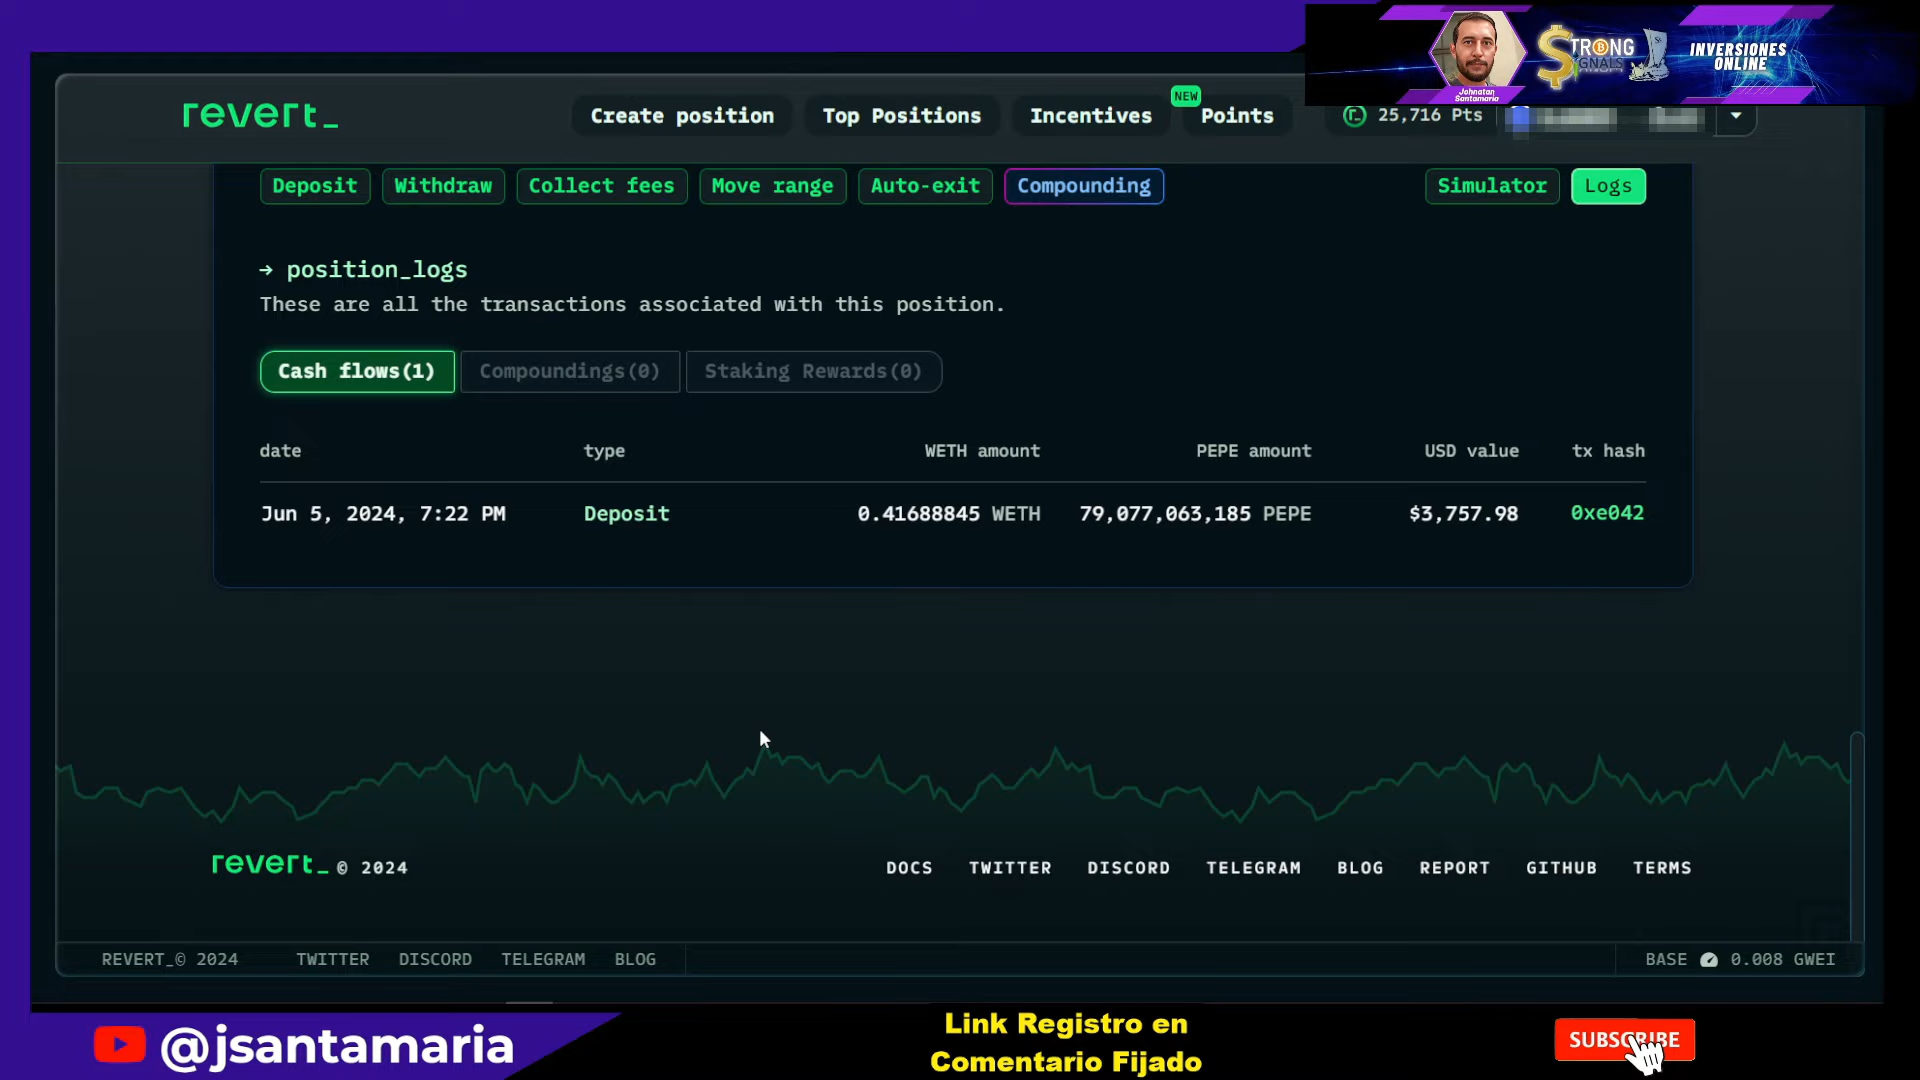 STRONG
SIGNALS
INVERSIONES
ONLINE
Johnatan
Santamaria
revert_
Create position
Top Positions
Incentives
NEW
Points
25,716 Pts
Deposit
Withdraw
Collect fees
Move range
Auto-exit
Compounding
Simulator
Logs
→ position_logs
These are all the transactions associated with this position.
Cash flows(1)
Compoundings(0)
Staking Rewards(0)
date type WETH amount PEPE amount USD value tx hash
Jun 5, 2024, 7:22 PM Deposit 0.41688845 WETH 79,077,063,185 PEPE $3,757.98 0xe042
revert_ © 2024
DOCS TWITTER DISCORD TELEGRAM BLOG REPORT GITHUB TERMS
REVERT_© 2024 TWITTER DISCORD TELEGRAM BLOG
BASE 0.008 GWEI
@jsantamaria
Link Registro en
Comentario Fijado
SUBSCRIBE